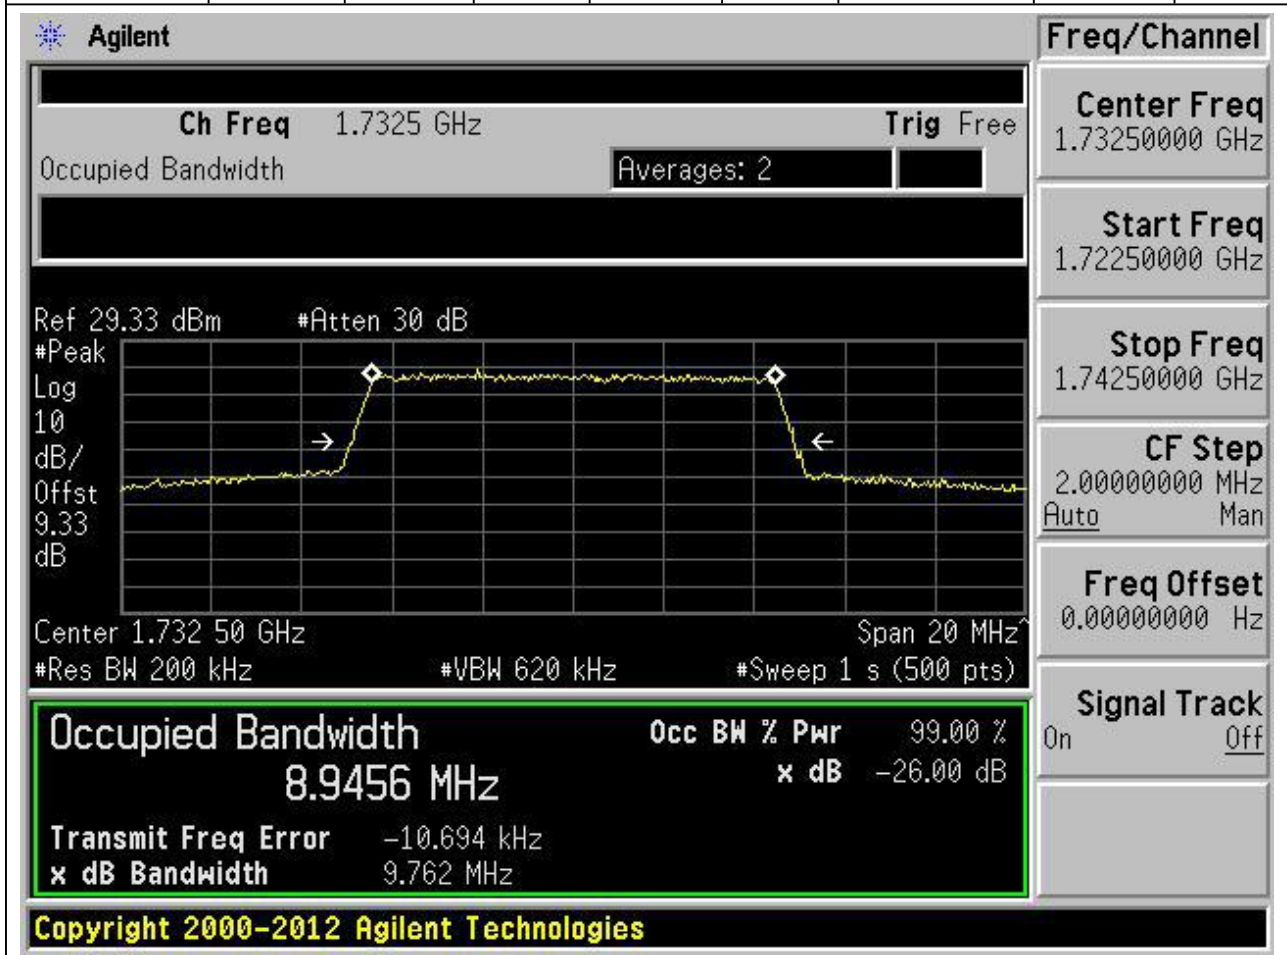 Agilent
Freq/Channel
Ch Freq 1.7325 GHz Trig Free
Occupied Bandwidth Averages: 2
Center Freq
1.73250000 GHz
Start Freq
1.72250000 GHz
Stop Freq
1.74250000 GHz
CF Step
2.00000000 MHz
Auto Man
Freq Offset
0.00000000 Hz
Signal Track
On Off
Ref 29.33 dBm #Atten 30 dB
#Peak
Log
10
dB/
Offst
9.33
dB
Center 1.732 50 GHz Span 20 MHz^
#Res BW 200 kHz #VBW 620 kHz #Sweep 1 s (500 pts)
Occupied Bandwidth Occ BW % Pwr 99.00 %
8.9456 MHz x dB -26.00 dB
Transmit Freq Error -10.694 kHz
x dB Bandwidth 9.762 MHz
Copyright 2000-2012 Agilent Technologies